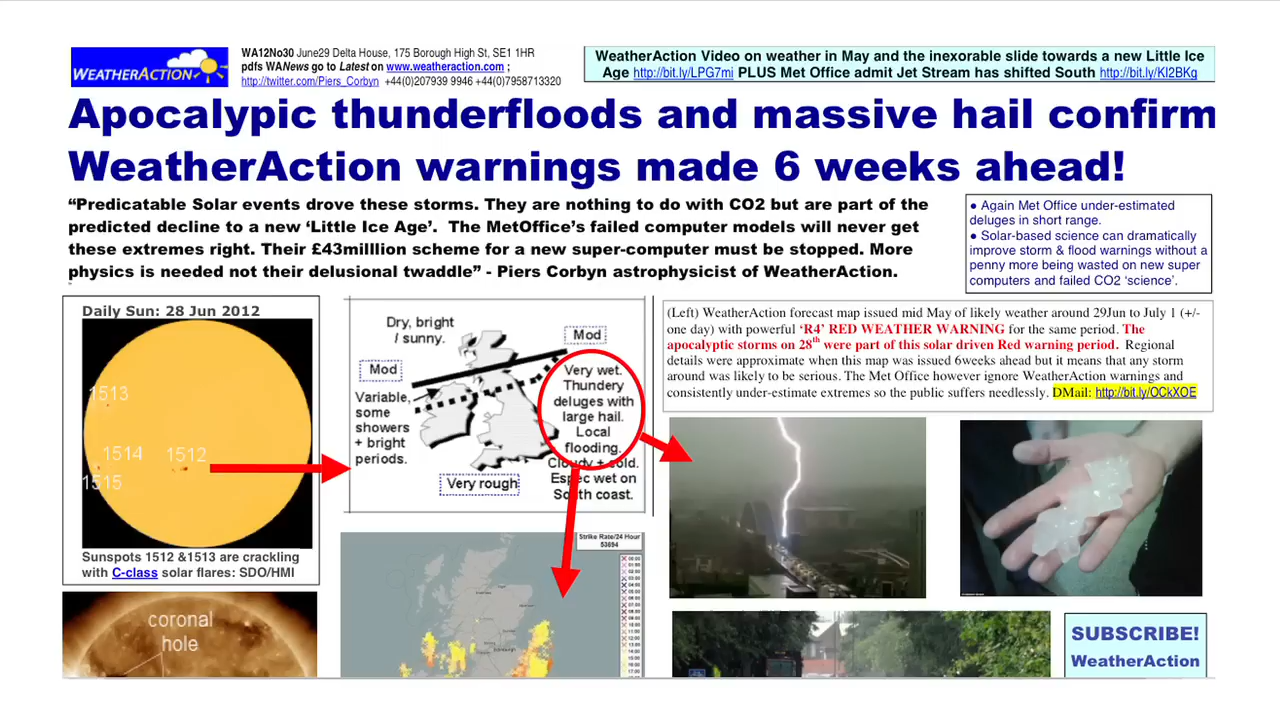 WEATHERACTION
WA12No30 June29 Delta House, 175 Borough High St, SE1 1HR
pdfs WANews go to Latest on www.weatheraction.com ;
http://twitter.com/Piers_Corbyn +44(0)207939 9946 +44(0)7958713320
WeatherAction Video on weather in May and the inexorable slide towards a new Little Ice
Age http://bit.ly/LPG7mi PLUS Met Office admit Jet Stream has shifted South http://bit.ly/KI2BKg
Apocalypic thunderfloods and massive hail confirm
WeatherAction warnings made 6 weeks ahead!
“Predicatable Solar events drove these storms. They are nothing to do with CO2 but are part of the
predicted decline to a new ‘Little Ice Age’. The MetOffice’s failed computer models will never get
these extremes right. Their £43milllion scheme for a new super-computer must be stopped. More
physics is needed not their delusional twaddle” - Piers Corbyn astrophysicist of WeatherAction.
● Again Met Office under-estimated
deluges in short range.
● Solar-based science can dramatically
improve storm & flood warnings without a
penny more being wasted on new super
computers and failed CO2 ‘science’.
Daily Sun: 28 Jun 2012
1513
1514
1512
1515
Sunspots 1512 &1513 are crackling
with C-class solar flares: SDO/HMI
coronal
hole
Dry, bright
/ sunny.
Mod
Mod
Variable,
some
showers
+ bright
periods.
Very wet.
Thundery
deluges with
large hail.
Local
flooding.
Cloudy + cold.
Espec wet on
South coast.
Very rough
Strike Rate/24 Hour
53694
(Left) WeatherAction forecast map issued mid May of likely weather around 29Jun to July 1 (+/-
one day) with powerful ‘R4’ RED WEATHER WARNING for the same period. The
apocalyptic storms on 28th were part of this solar driven Red warning period. Regional
details were approximate when this map was issued 6weeks ahead but it means that any storm
around was likely to be serious. The Met Office however ignore WeatherAction warnings and
consistently under-estimate extremes so the public suffers needlessly. DMail: http://bit.ly/OCkXOE
SUBSCRIBE!
WeatherAction